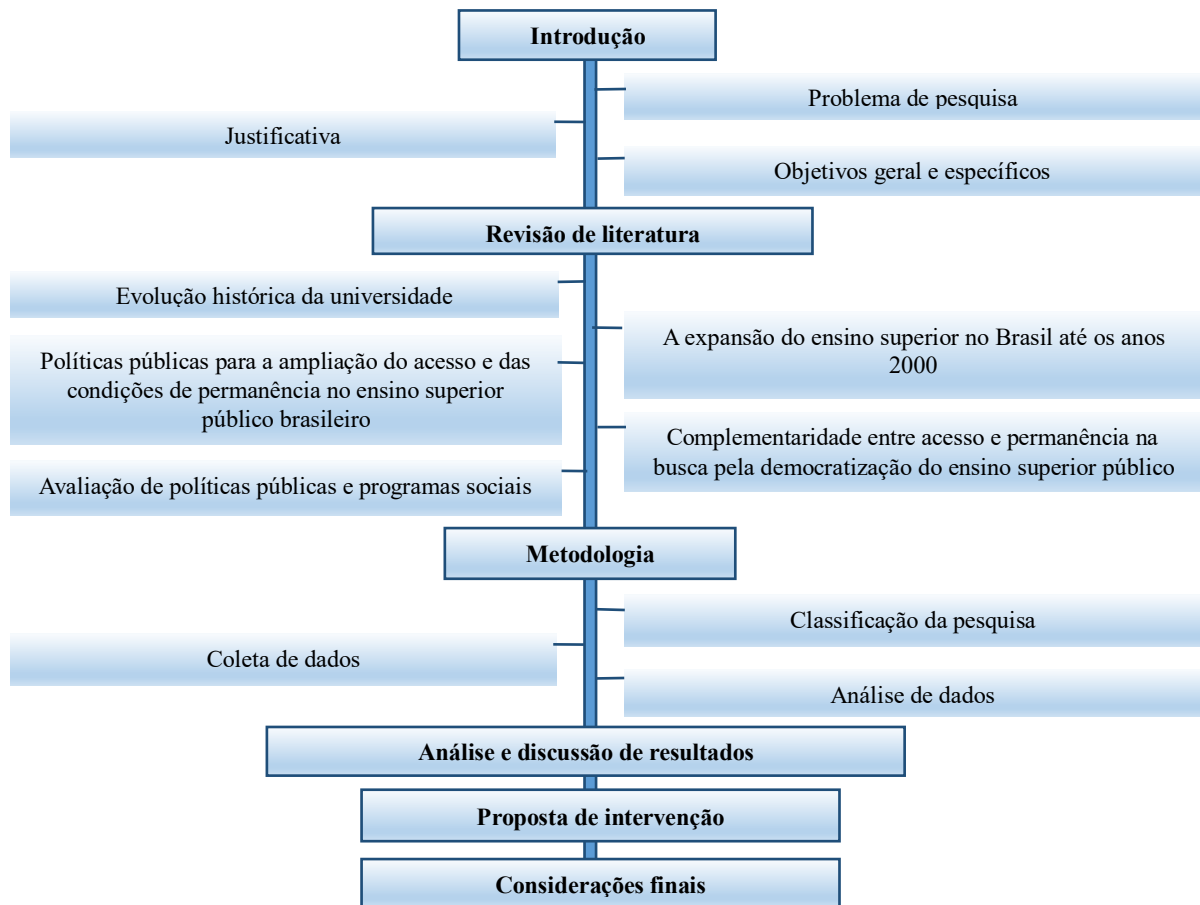 Introdução
Problema de pesquisa
Justificativa
Objetivos geral e específicos
Revisão de literatura
Evolução histórica da universidade
A expansão do ensino superior no Brasil até os anos
2000
Políticas públicas para a ampliação do acesso e das
condições de permanência no ensino superior
público brasileiro
Complementaridade entre acesso e permanência na
busca pela democratização do ensino superior público
Avaliação de políticas públicas e programas sociais
Metodologia
Classificação da pesquisa
Coleta de dados
Análise de dados
Análise e discussão de resultados
Proposta de intervenção
Considerações finais